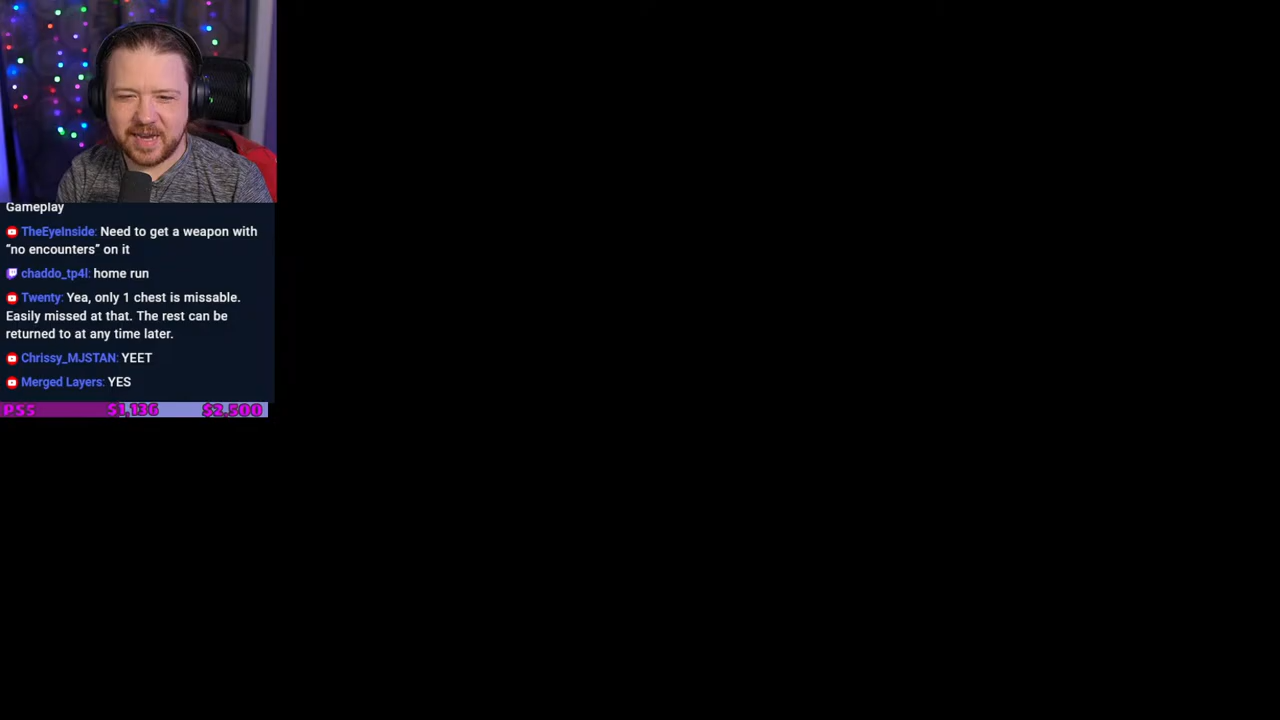 Gameplay
TheEyeInside: Need to get a weapon with
“no encounters” on it
chaddo_tp4l: home run
Twenty: Yea, only 1 chest is missable.
Easily missed at that. The rest can be
returned to at any time later.
Chrissy_MJSTAN: YEET
Merged Layers: YES
PS5 $1,136 $2,500